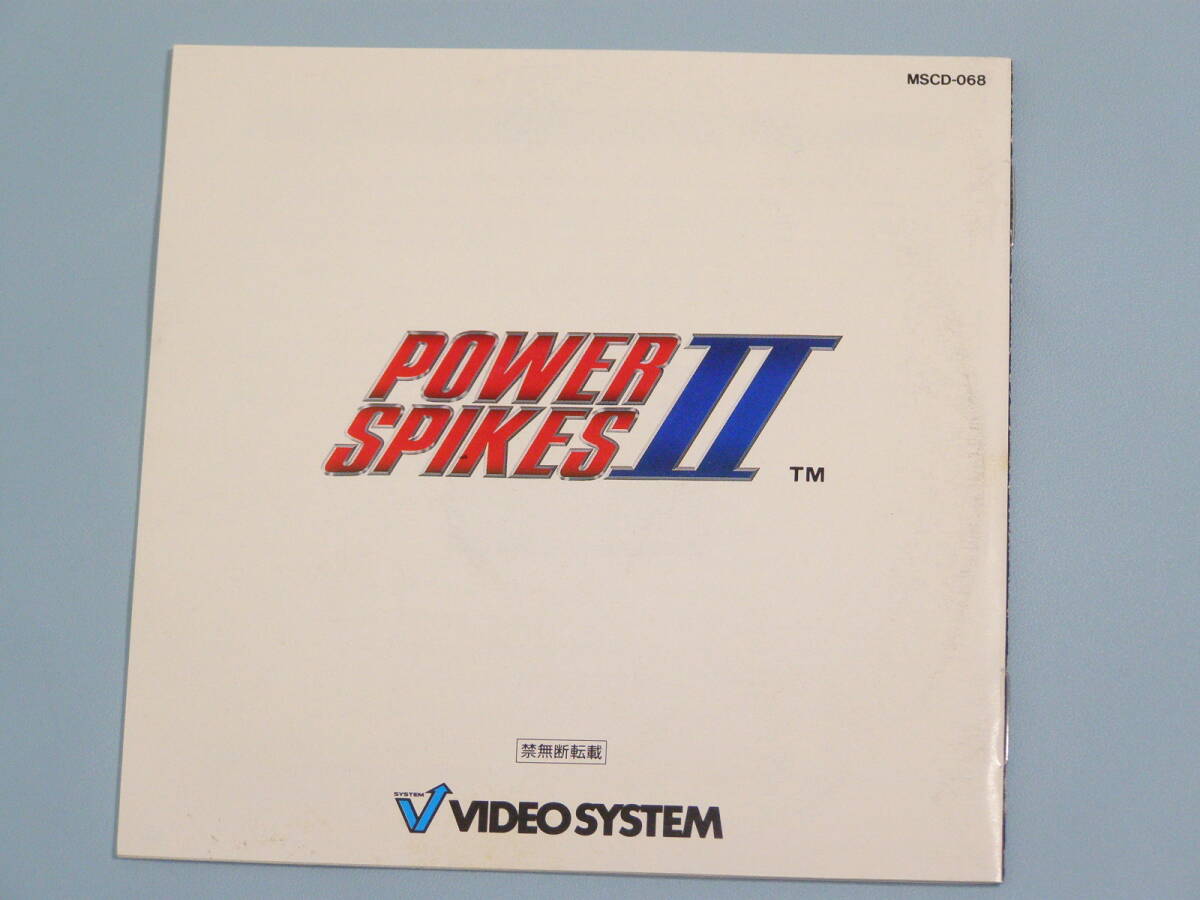 MSCD-068
POWER
SPIKES II
TM
禁無断転載
SYSTEM
VIDEO SYSTEM